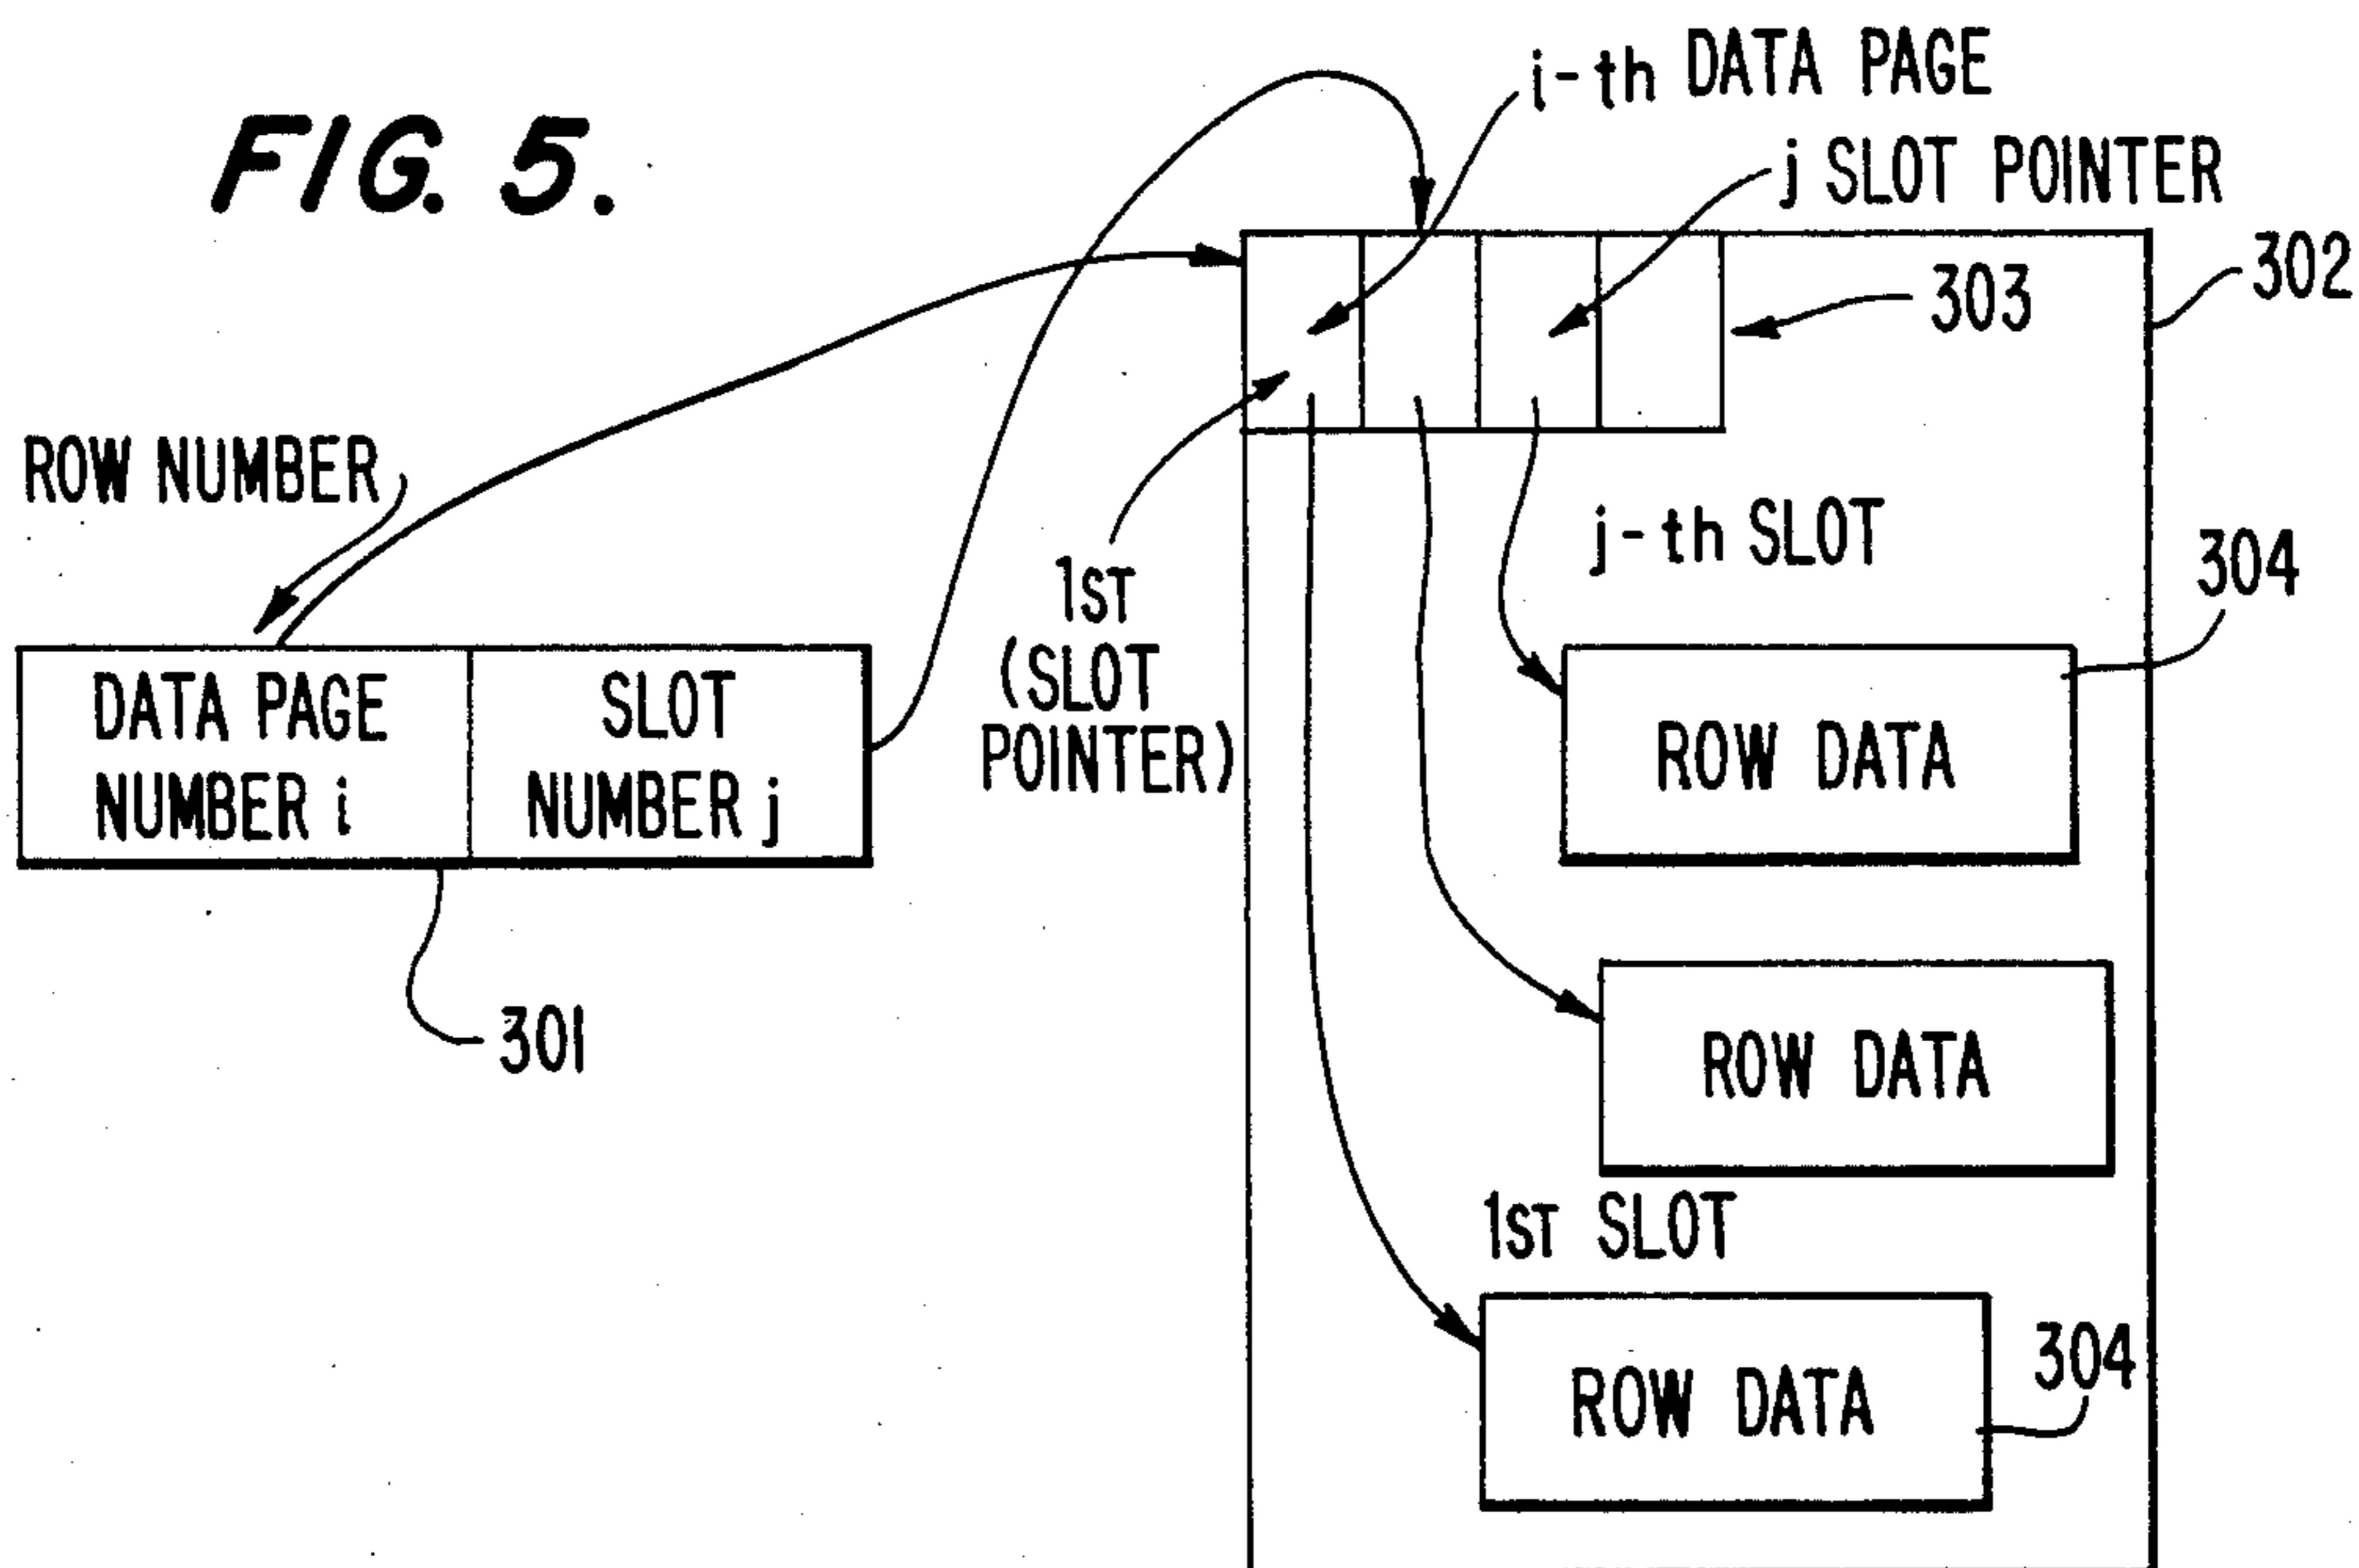 FIG. 5.
i-th DATA PAGE
j SLOT POINTER
302
303
ROW NUMBER
j-th SLOT
304
1ST
(SLOT
POINTER)
DATA PAGE
NUMBER i
SLOT
NUMBER j
ROW DATA
301
ROW DATA
1ST SLOT
ROW DATA
304